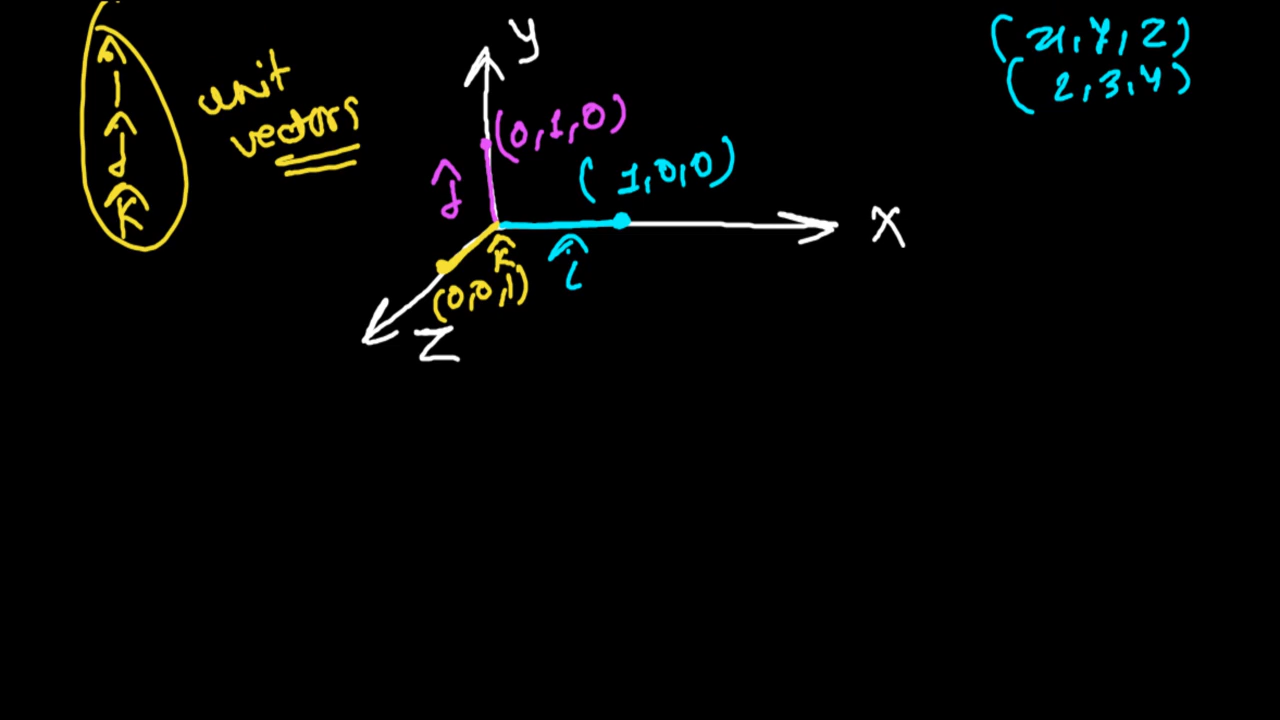 î
ĵ
k̂
unit
vectors
y
(0,1,0)
ĵ
(1,0,0)
X
k̂
î
(0,0,1)
Z
(x,y,z)
(2,3,4)